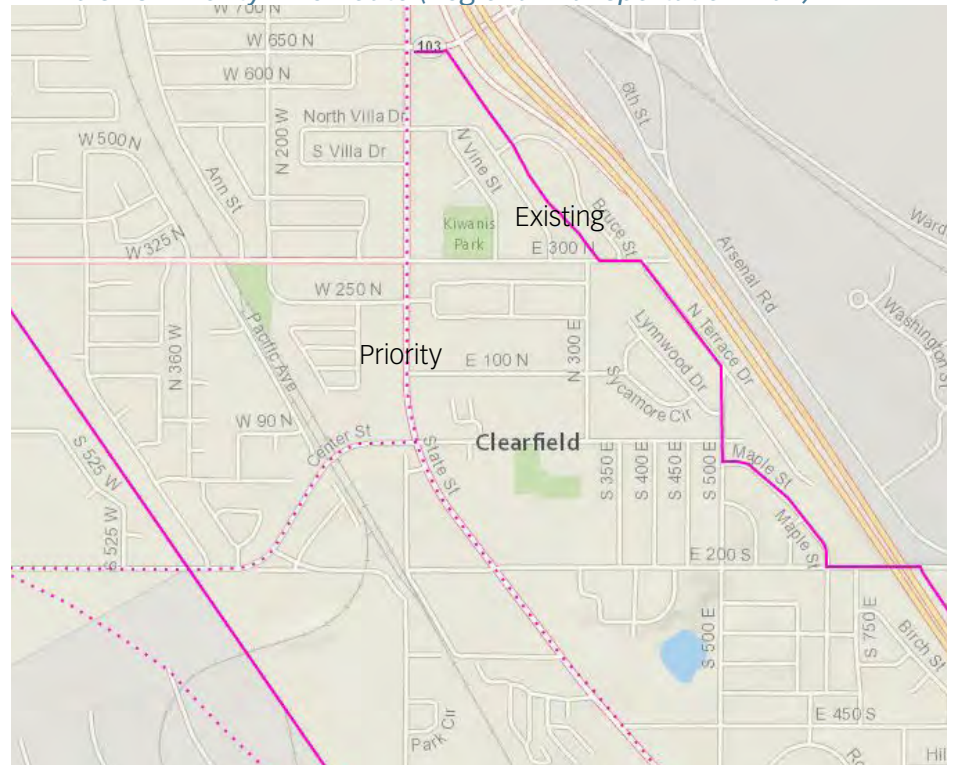 W 700 N
W 650 N
103
W 600 N
6th St
North Villa Dr
W 500 N
N 200 W
S Villa Dr
N Vine St
Ann St
Existing
Bruce St
Kiwanis
Park
Ward
W 325 N
E 300 N
Arsenal Rd
W 250 N
Washington St
Pacific Ave
N Terrace Dr
Lynnwood Dr
N 360 W
Priority
E 100 N
N 300 E
Sycamore Cir
W 90 N
Center St
State St
Clearfield
S 525 W
S 350 E
S 400 E
S 450 E
S 500 E
Maple St
Maple St
S 525 W
E 200 S
S 500 E
S 750 E
Birch St
E 450 S
Park Cir
Hil